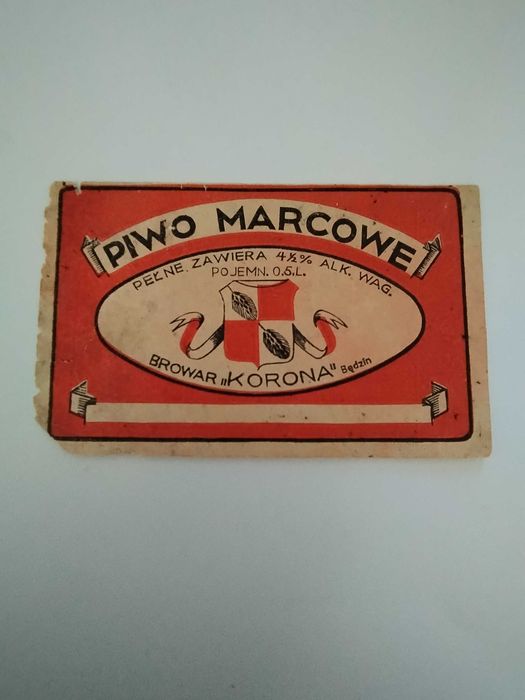 PIWO MARCOWE
PEŁNE. ZAWIERA 4½% ALK. WAG.
POJEMN. 0.5.L.
BROWAR „KORONA” Będzin